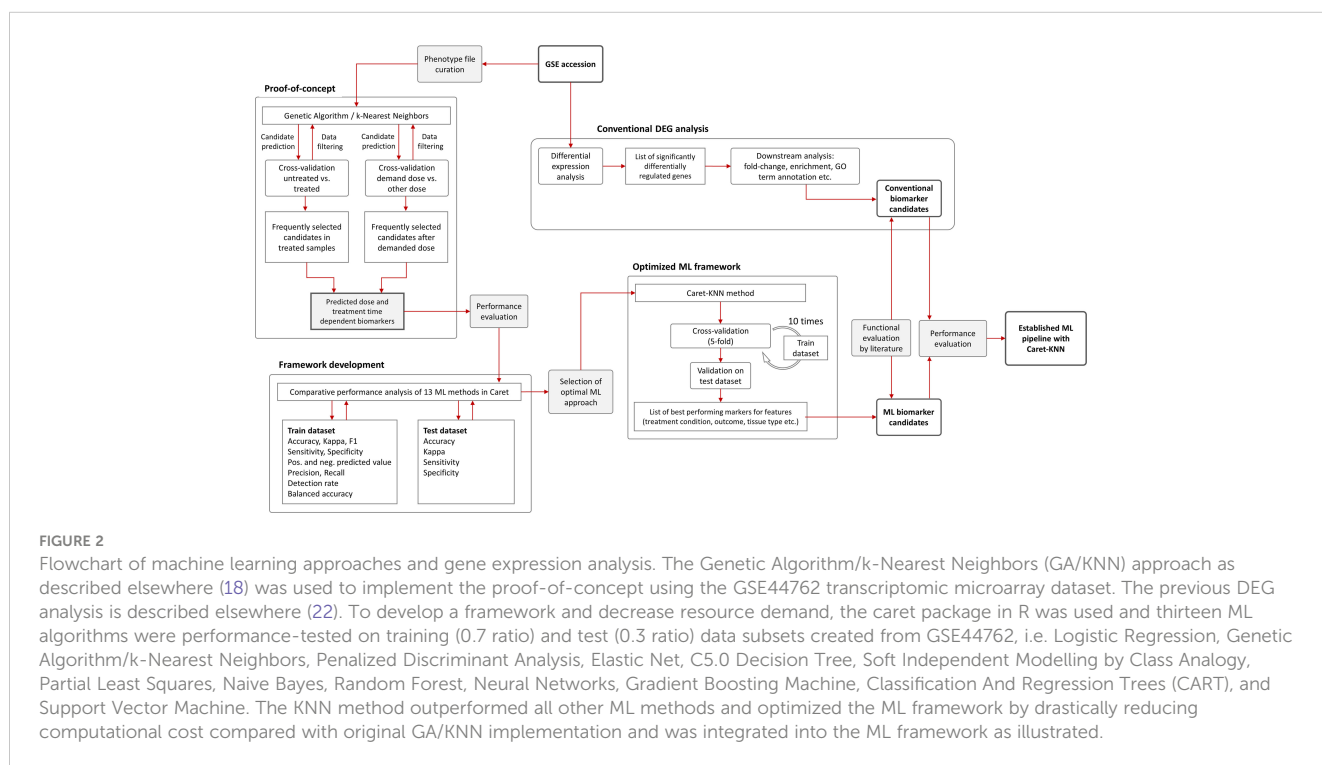 Phenotype file
curation
GSE accession
Proof-of-concept
Genetic Algorithm / k-Nearest Neighbors
Candidate
prediction
Data
filtering
Candidate
prediction
Data
filtering
Cross-validation
untreated vs.
treated
Cross-validation
demand dose vs.
other dose
Frequently selected
candidates in
treated samples
Frequently selected
candidates after
demanded dose
Predicted dose and
treatment time
dependent biomarkers
Performance
evaluation
Conventional DEG analysis
Differential
expression
analysis
List of significantly
differentially
regulated genes
Downstream analysis:
fold-change, enrichment, GO
term annotation etc.
Conventional
biomarker
candidates
Framework development
Comparative performance analysis of 13 ML methods in Caret
Train dataset
Accuracy, Kappa, F1
Sensitivity, Specificity
Pos. and neg. predicted value
Precision, Recall
Detection rate
Balanced accuracy
Test dataset
Accuracy
Kappa
Sensitivity
Specificity
Selection of
optimal ML
approach
Optimized ML framework
Caret-KNN method
Cross-validation
(5-fold)
10 times
Train
dataset
Validation on
test dataset
List of best performing markers for features
(treatment condition, outcome, tissue type etc.)
Functional
evaluation
by literature
Performance
evaluation
Established ML
pipeline with
Caret-KNN
ML biomarker
candidates
FIGURE 2
Flowchart of machine learning approaches and gene expression analysis. The Genetic Algorithm/k-Nearest Neighbors (GA/KNN) approach as
described elsewhere (18) was used to implement the proof-of-concept using the GSE44762 transcriptomic microarray dataset. The previous DEG
analysis is described elsewhere (22). To develop a framework and decrease resource demand, the caret package in R was used and thirteen ML
algorithms were performance-tested on training (0.7 ratio) and test (0.3 ratio) data subsets created from GSE44762, i.e. Logistic Regression, Genetic
Algorithm/k-Nearest Neighbors, Penalized Discriminant Analysis, Elastic Net, C5.0 Decision Tree, Soft Independent Modelling by Class Analogy,
Partial Least Squares, Naive Bayes, Random Forest, Neural Networks, Gradient Boosting Machine, Classification And Regression Trees (CART), and
Support Vector Machine. The KNN method outperformed all other ML methods and optimized the ML framework by drastically reducing
computational cost compared with original GA/KNN implementation and was integrated into the ML framework as illustrated.